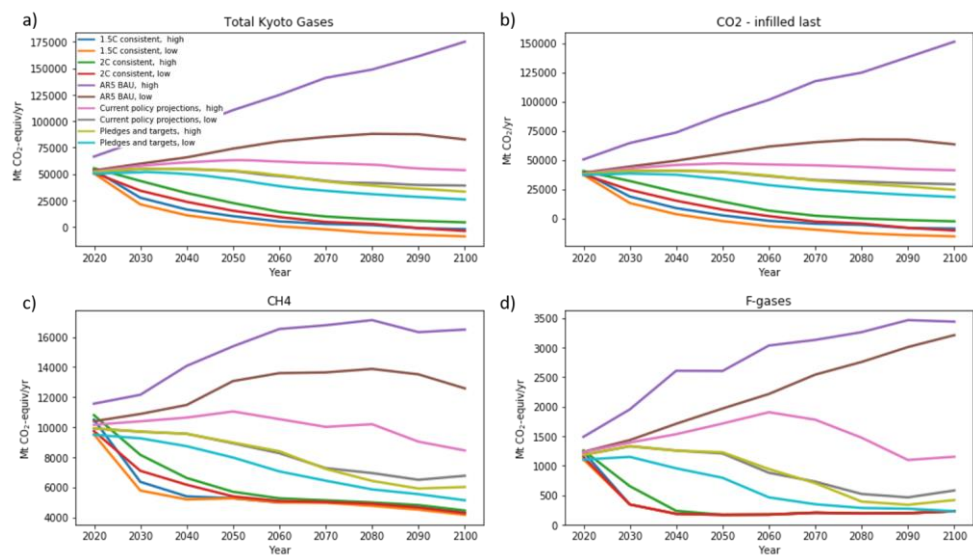 a)
Total Kyoto Gases
175000
150000
125000
100000
75000
50000
25000
0
Mt CO₂-equiv/yr
1.5C consistent, high
1.5C consistent, low
2C consistent, high
2C consistent, low
AR5 BAU, high
AR5 BAU, low
Current policy projections, high
Current policy projections, low
Pledges and targets, high
Pledges and targets, low
2020 2030 2040 2050 2060 2070 2080 2090 2100
Year
b)
CO2 - infilled last
150000
125000
100000
75000
50000
25000
0
Mt CO₂/yr
2020 2030 2040 2050 2060 2070 2080 2090 2100
Year
c)
CH4
16000
14000
12000
10000
8000
6000
4000
Mt CO₂-equiv/yr
2020 2030 2040 2050 2060 2070 2080 2090 2100
Year
d)
F-gases
3500
3000
2500
2000
1500
1000
500
0
Mt CO₂-equiv/yr
2020 2030 2040 2050 2060 2070 2080 2090 2100
Year